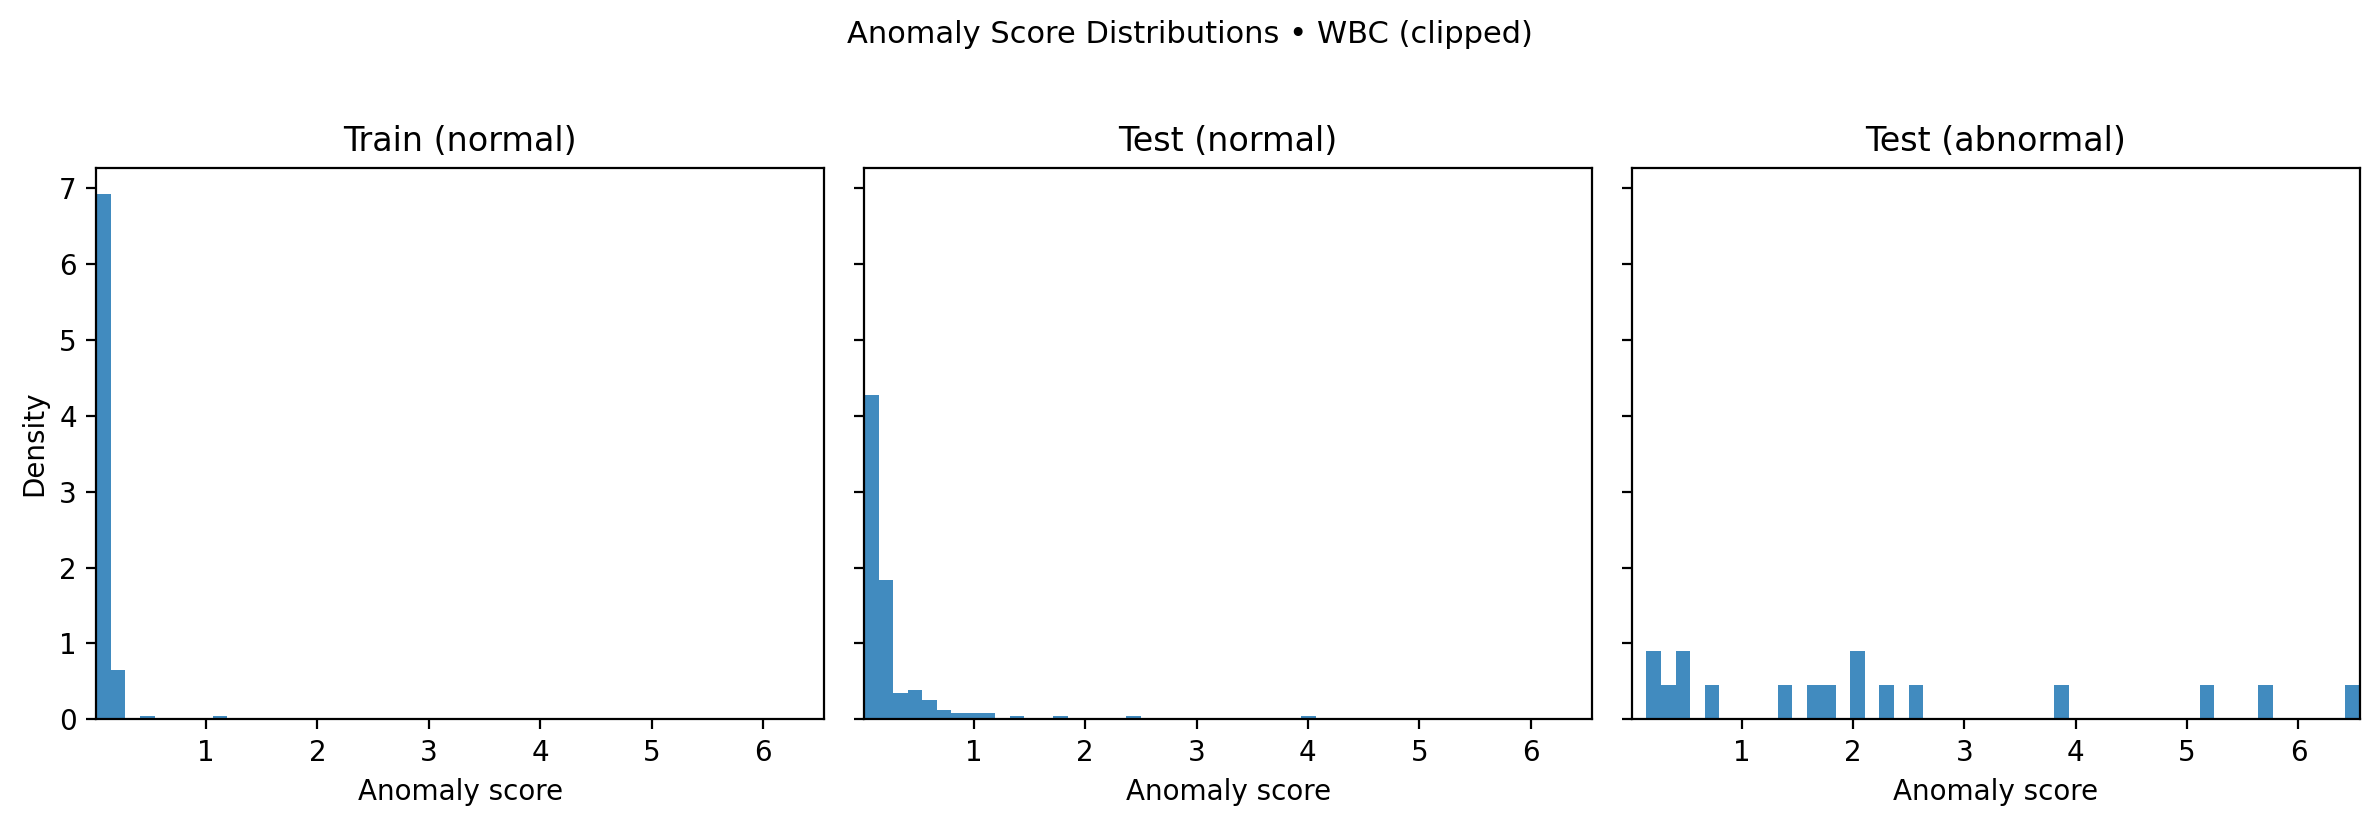 Anomaly Score Distributions • WBC (clipped)
Train (normal)
Test (normal)
Test (abnormal)
Density
7
6
5
4
3
2
1
0
1 2 3 4 5 6
1 2 3 4 5 6
1 2 3 4 5 6
Anomaly score
Anomaly score
Anomaly score